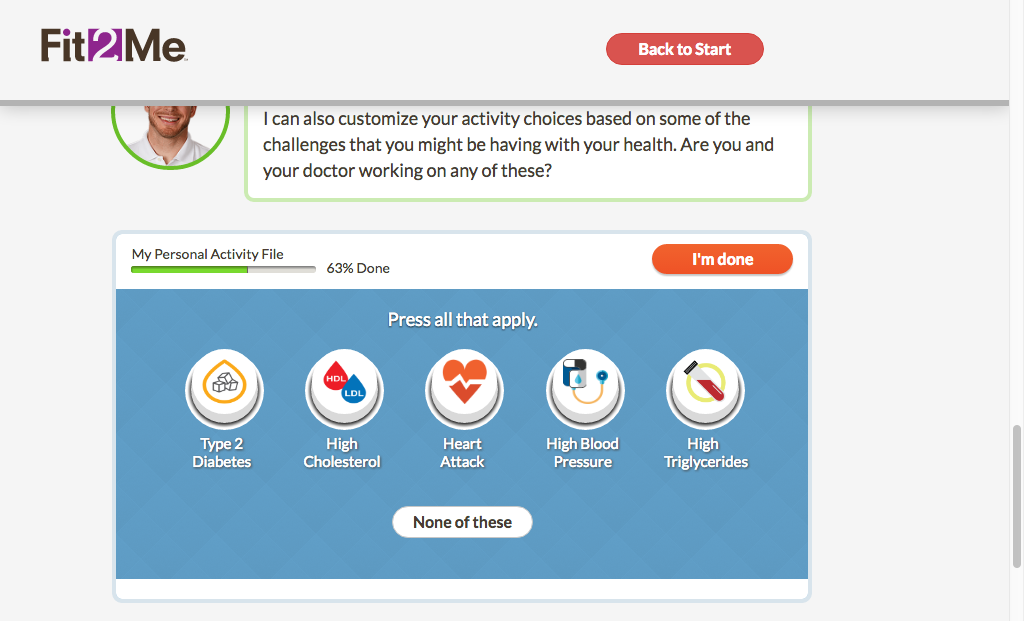 Fit2Me
Back to Start
I can also customize your activity choices based on some of the
challenges that you might be having with your health. Are you and
your doctor working on any of these?
My Personal Activity File
63% Done
I'm done
Press all that apply.
HDL
LDL
Type 2
Diabetes
High
Cholesterol
Heart
Attack
High Blood
Pressure
High
Triglycerides
None of these